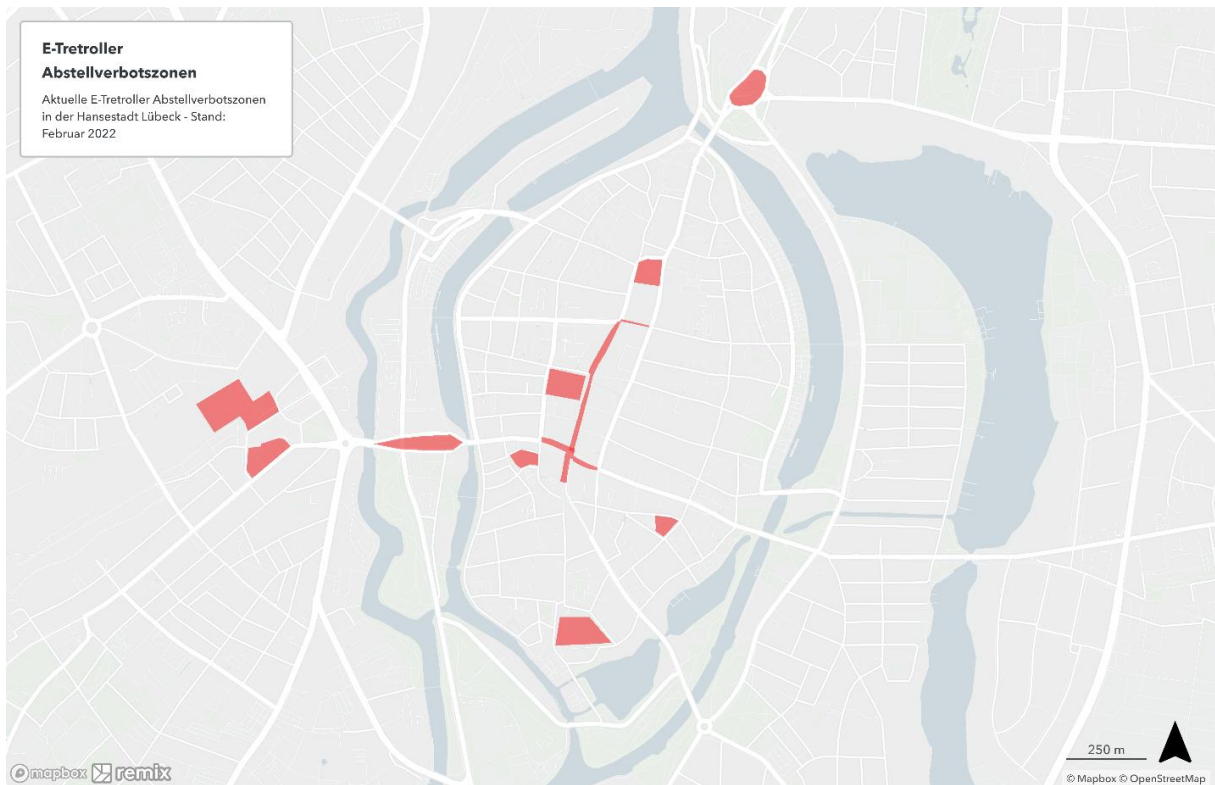 E-Tretroller
Abstellverbotszonen
Aktuelle E-Tretroller Abstellverbotszonen
in der Hansestadt Lübeck - Stand:
Februar 2022
250 m
mapbox remix
© Mapbox © OpenStreetMap